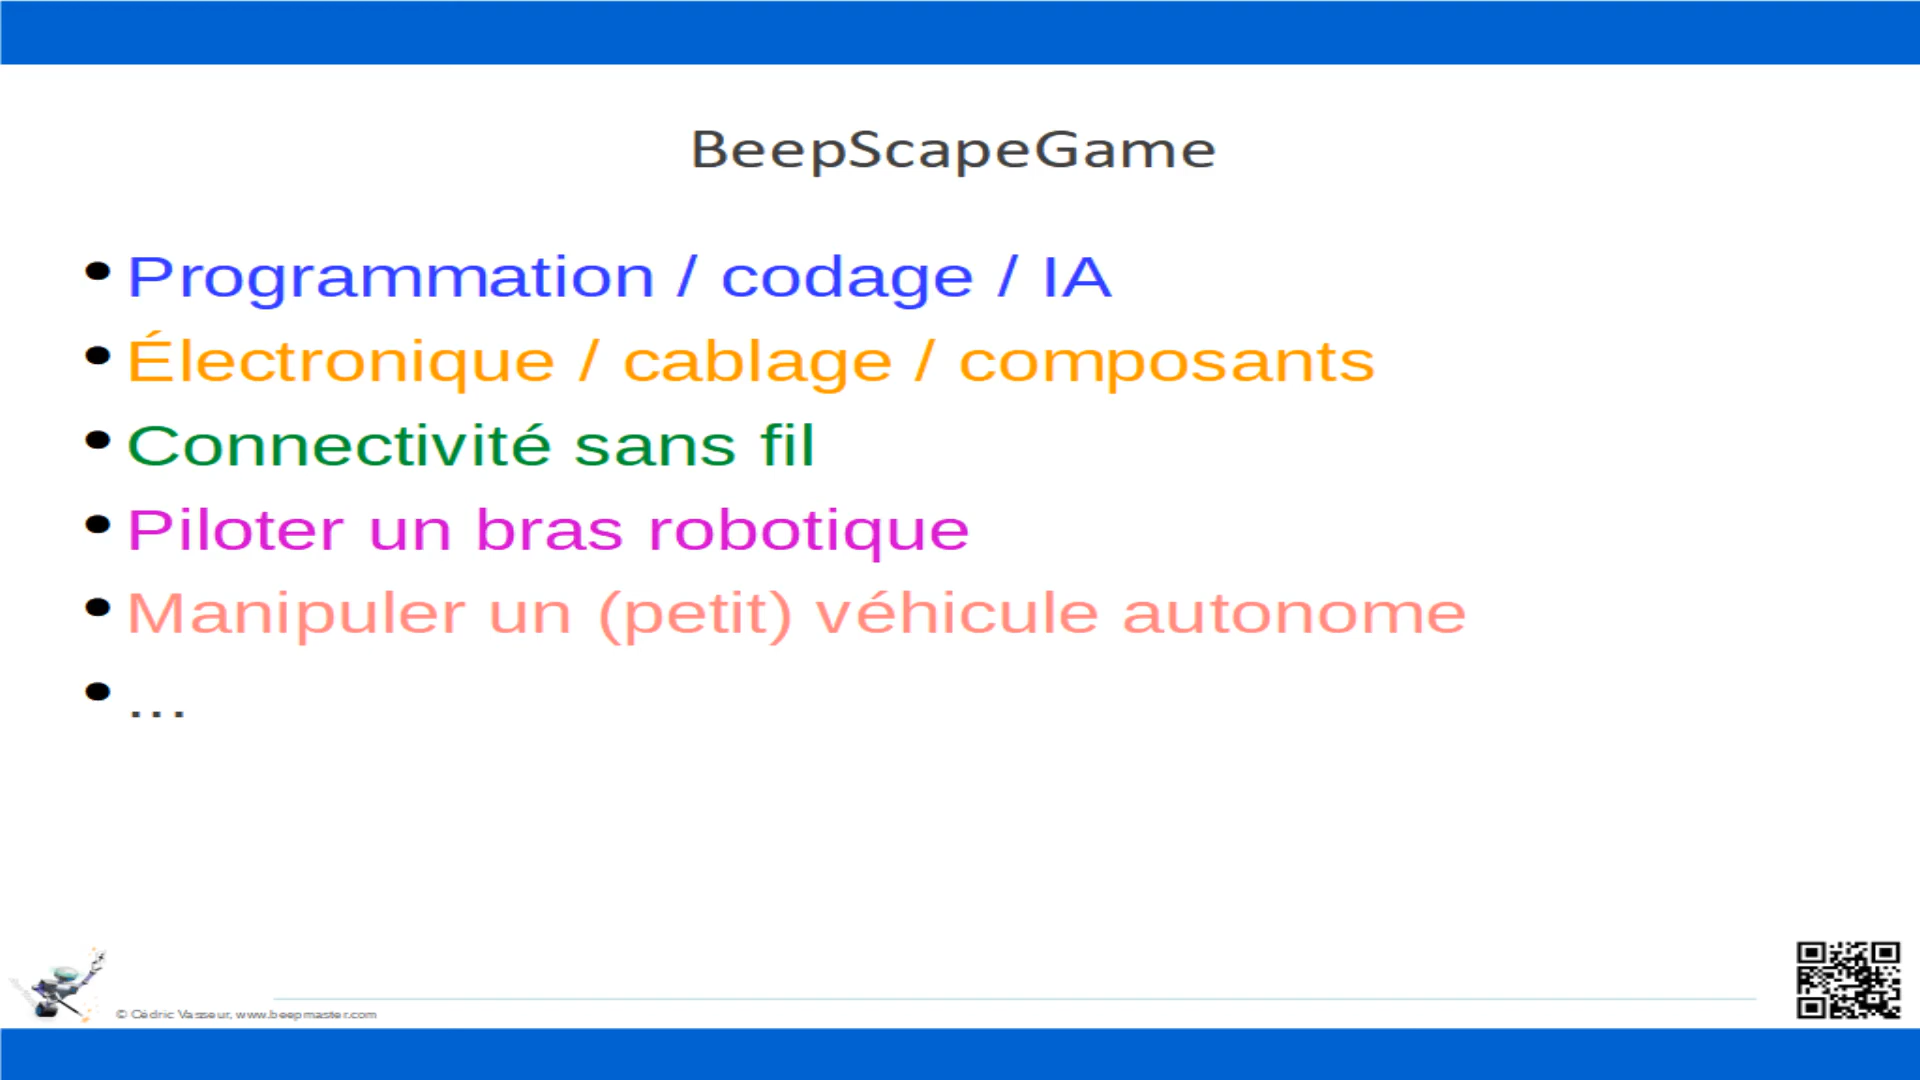 BeepScapeGame
• Programmation / codage / IA
• Électronique / cablage / composants
• Connectivité sans fil
• Piloter un bras robotique
• Manipuler un (petit) véhicule autonome
• ...
© Cédric Vasseur, www.beepmaster.com